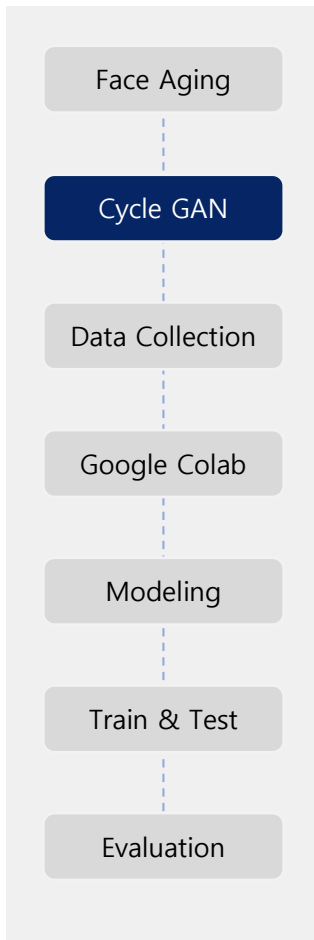 Face Aging
Cycle GAN
Data Collection
Google Colab
Modeling
Train & Test
Evaluation